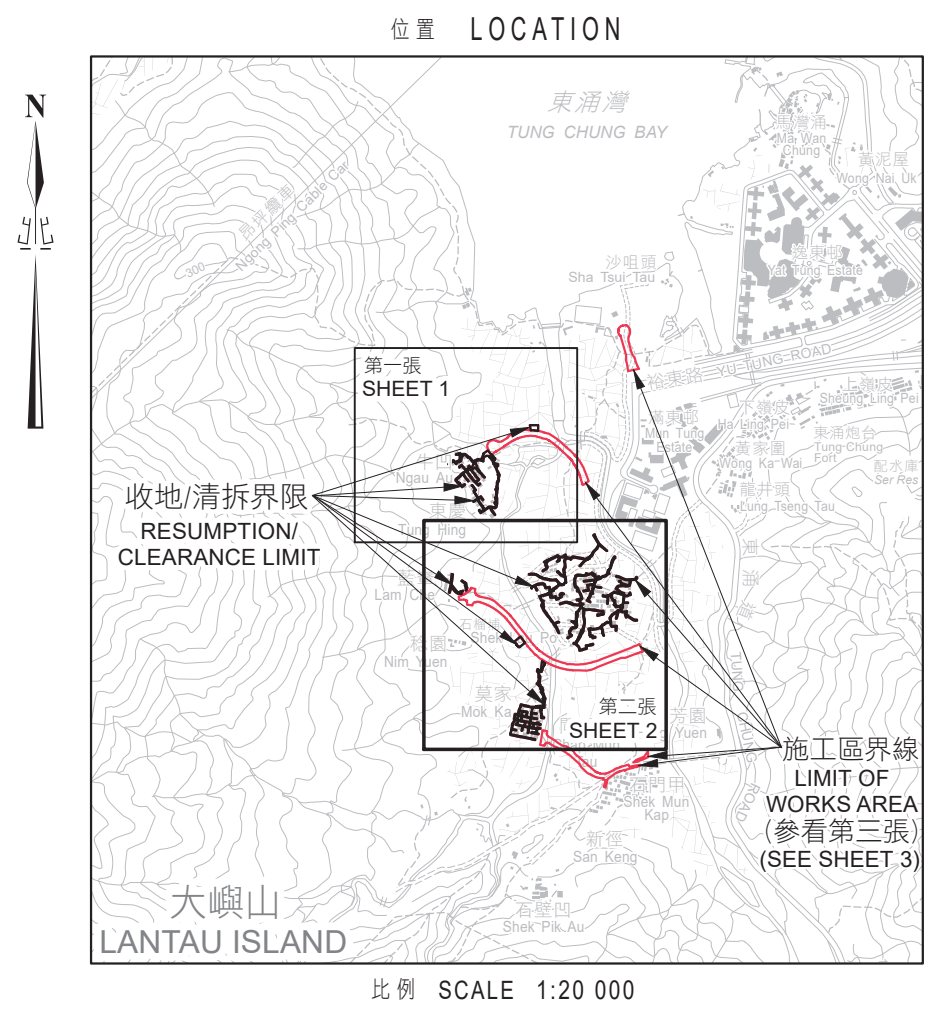 位置 LOCATION
N
北
東涌灣
TUNG CHUNG BAY
馬灣涌
Ma Wan
Chung
黃泥屋
Wong Nai Uk
昂坪纜車
Ngong Ping Cable Car
300
沙咀頭
Sha Tsui Tau
逸東邨
Yat Tung Estate
裕東路 YU TUNG ROAD
第一張
SHEET 1
上嶺皮
Sheung Ling Pei
下嶺皮
Ha Ling Pei
滿東邨
Mun Tung
Estate
東涌炮台
Tung Chung
Fort
黃家圍
Wong Ka Wai
配水庫
Ser Res
龍井頭
Lung Tseng Tau
Ngau Au
東慶
Tung Hing
收地/清拆界限
RESUMPTION/
CLEARANCE LIMIT
Lam Che
石榴埔
稔園
Nim Yuen
東涌道
TUNG CHUNG ROAD
莫家
Mok Ka
第二張
SHEET 2
芳園
Yuen
石門甲
Shek Mun
Kap
施工區界線
LIMIT OF
WORKS AREA
(參看第三張)
(SEE SHEET 3)
新徑
San Keng
石壁凹
Shek Pik Au
大嶼山
LANTAU ISLAND
比例 SCALE 1:20 000